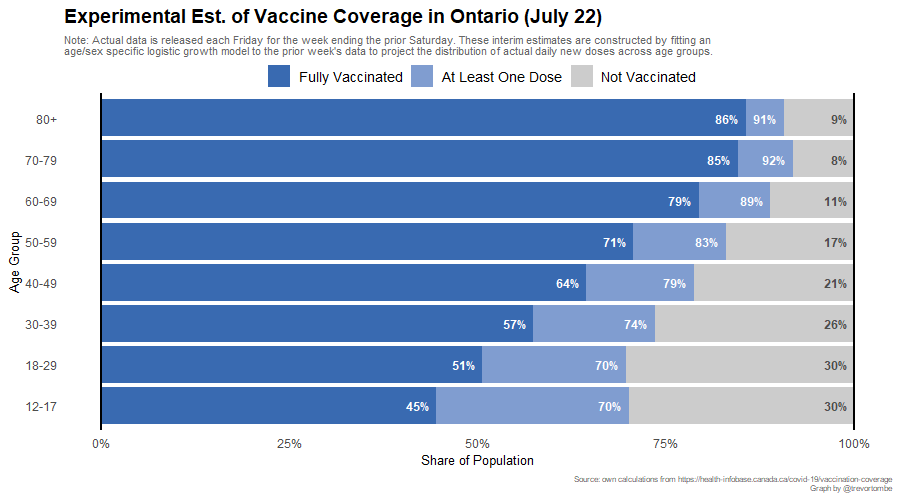 Experimental Est. of Vaccine Coverage in Ontario (July 22)
Note: Actual data is released each Friday for the week ending the prior Saturday. These interim estimates are constructed by fitting an
age/sex specific logistic growth model to the prior week's data to project the distribution of actual daily new doses across age groups.
Fully Vaccinated At Least One Dose Not Vaccinated
80+ 86% 91% 9%
70-79 85% 92% 8%
60-69 79% 89% 11%
50-59 71% 83% 17%
40-49 64% 79% 21%
30-39 57% 74% 26%
18-29 51% 70% 30%
12-17 45% 70% 30%
Age Group
0% 25% 50% 75% 100%
Share of Population
Source: own calculations from https://health-infobase.canada.ca/covid-19/vaccination-coverage
Graph by @trevortombe